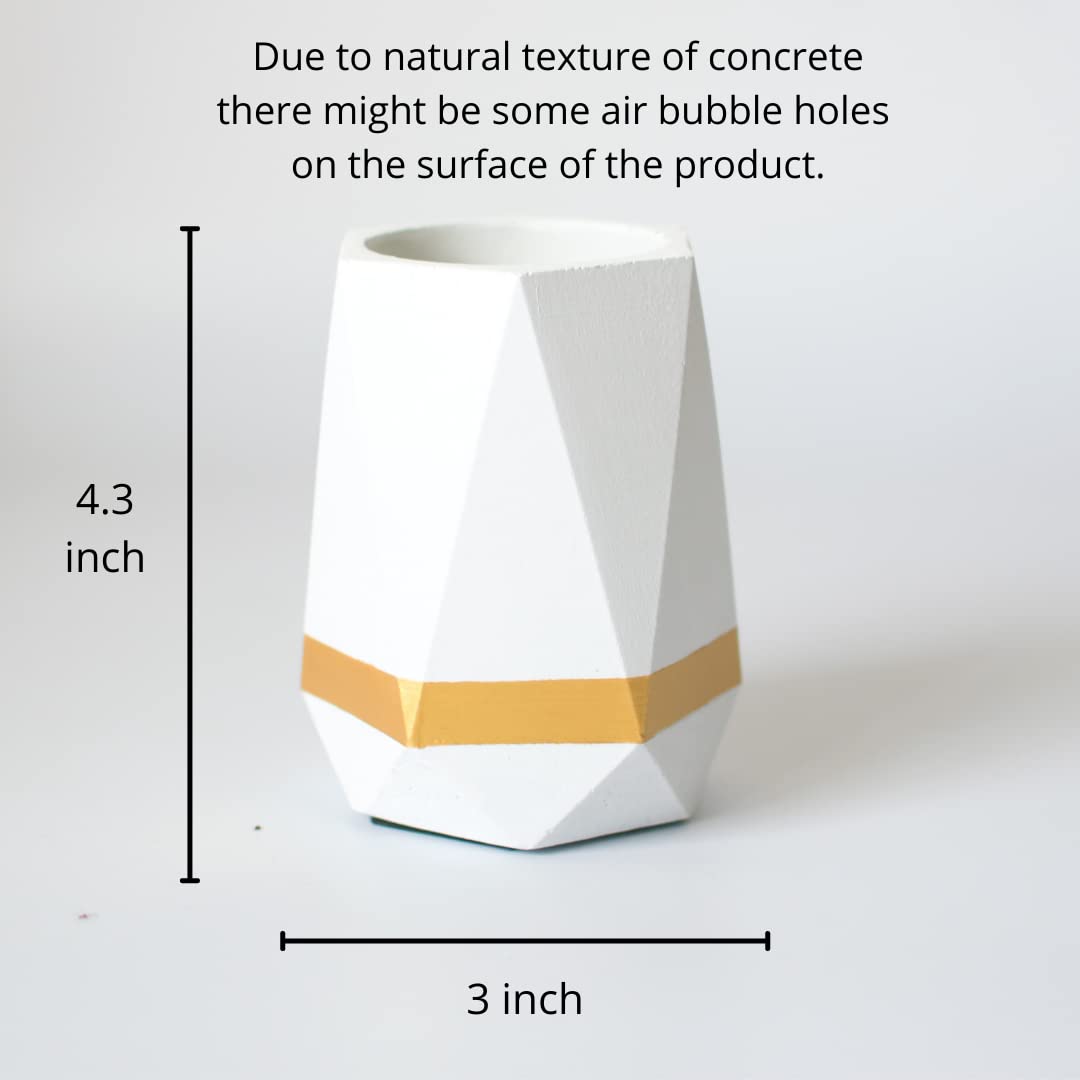 Due to natural texture of concrete
there might be some air bubble holes
on the surface of the product.
4.3
inch
3 inch